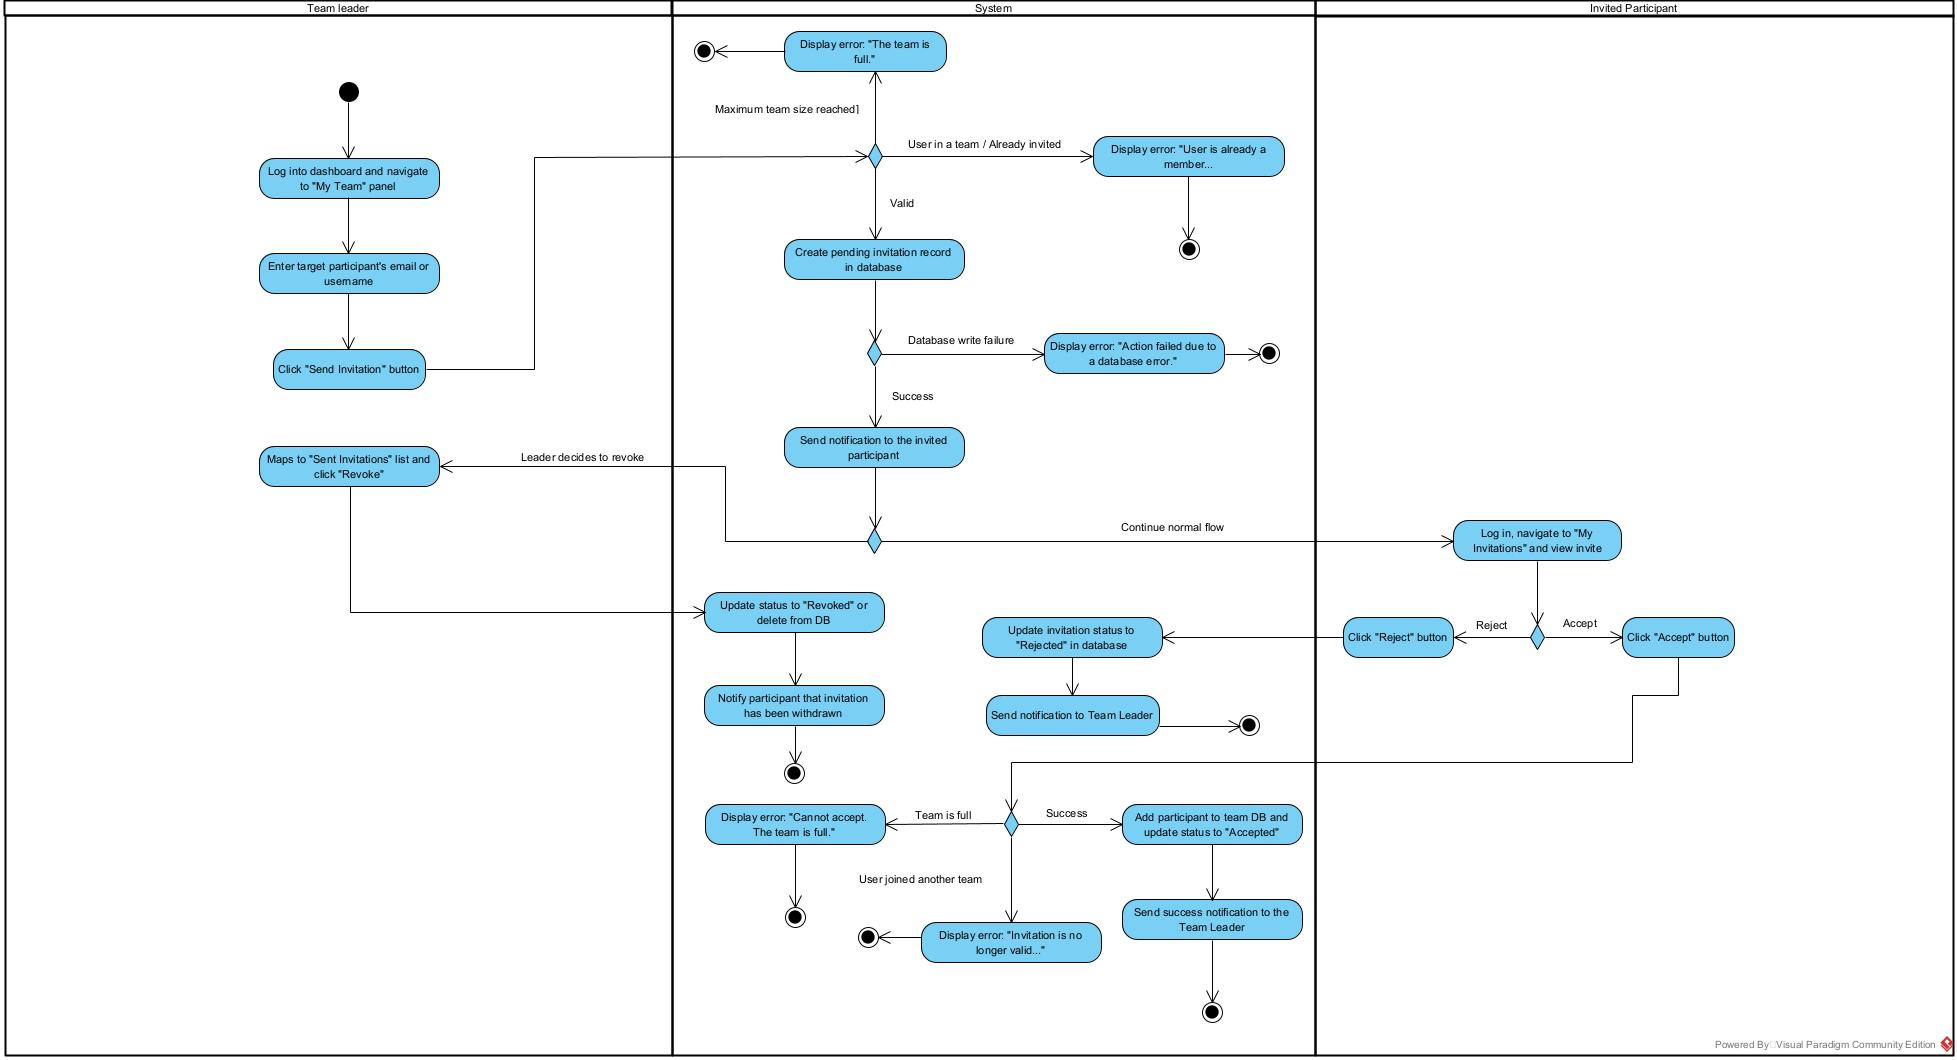 Team leader
System
Invited Participant
Display error: "The team is
full."
Maximum team size reached]
User in a team / Already invited
Display error: "User is already a
member...
Log into dashboard and navigate
to "My Team" panel
Valid
Create pending invitation record
in database
Enter target participant's email or
username
Database write failure
Display error: "Action failed due to
a database error."
Click "Send Invitation" button
Success
Send notification to the invited
participant
Leader decides to revoke
Maps to "Sent Invitations" list and
click "Revoke"
Continue normal flow
Log in, navigate to "My
Invitations" and view invite
Update status to "Revoked" or
delete from DB
Update invitation status to
"Rejected" in database
Click "Reject" button
Reject
Accept
Click "Accept" button
Notify participant that invitation
has been withdrawn
Send notification to Team Leader
Display error: "Cannot accept.
The team is full."
Team is full
Success
Add participant to team DB and
update status to "Accepted"
User joined another team
Send success notification to the
Team Leader
Display error: "Invitation is no
longer valid..."
Powered By Visual Paradigm Community Edition